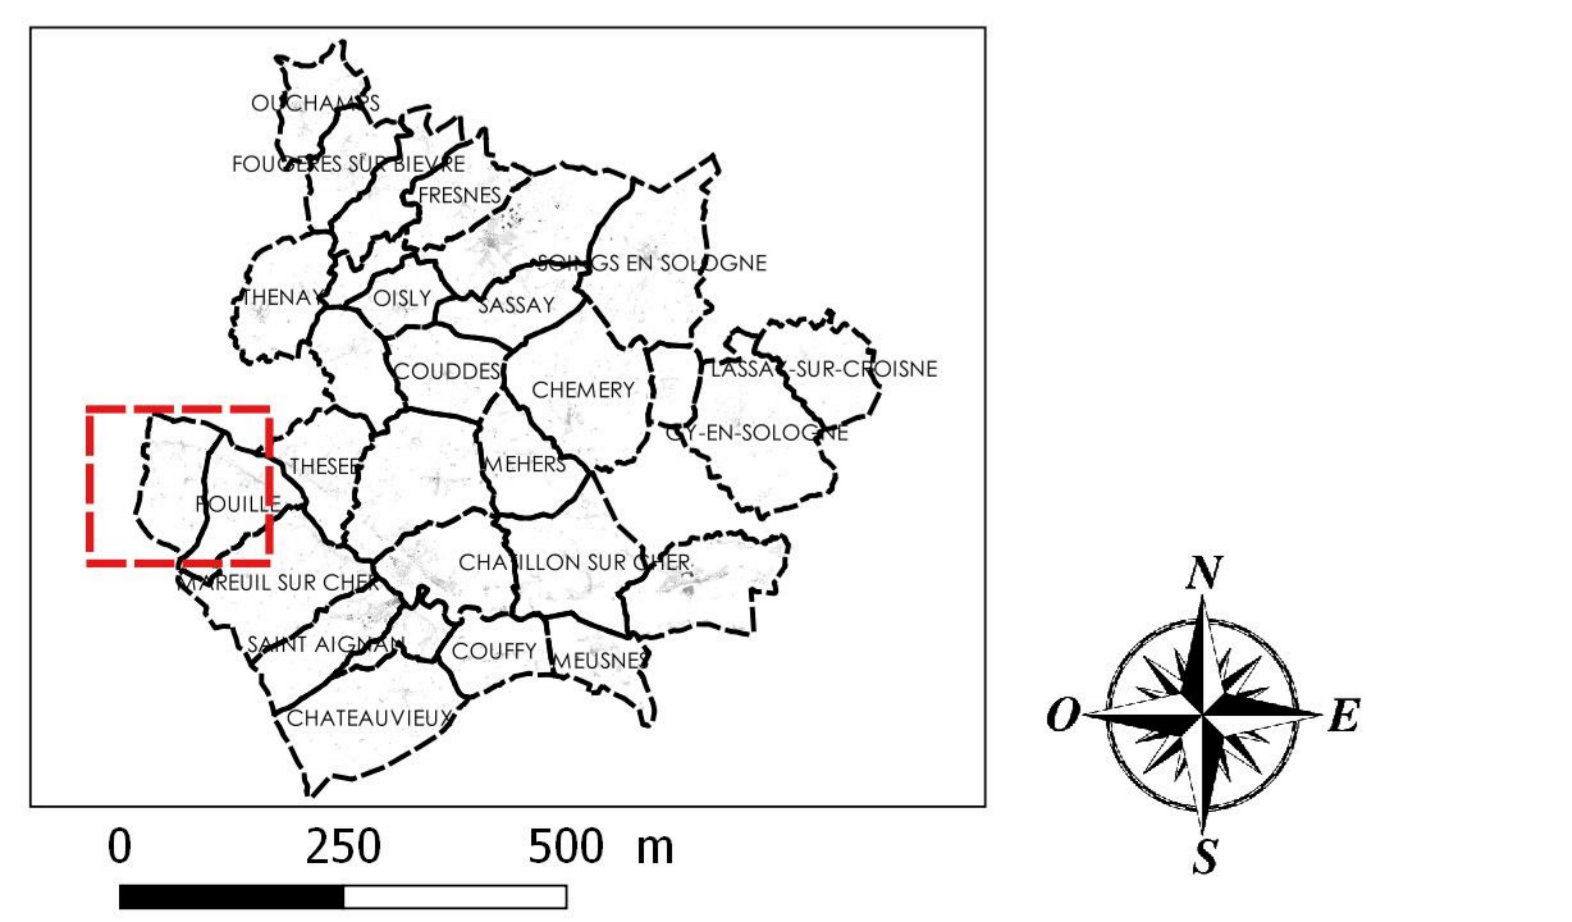 OUCHAMPS
FOUGERES SUR BIEVRE
FRESNES
SOINGS EN SOLOGNE
THENAY
OISLY
SASSAY
COUDDES
CHEMERY
LASSAY-SUR-CROISNE
GY-EN-SOLOGNE
THESEE
MEHERS
POUILLE
CHATILLON SUR CHER
MAREUIL SUR CHER
SAINT AIGNAN
COUFFY
MEUSNES
CHATEAUVIEUX
N
O
E
S
0 250 500 m